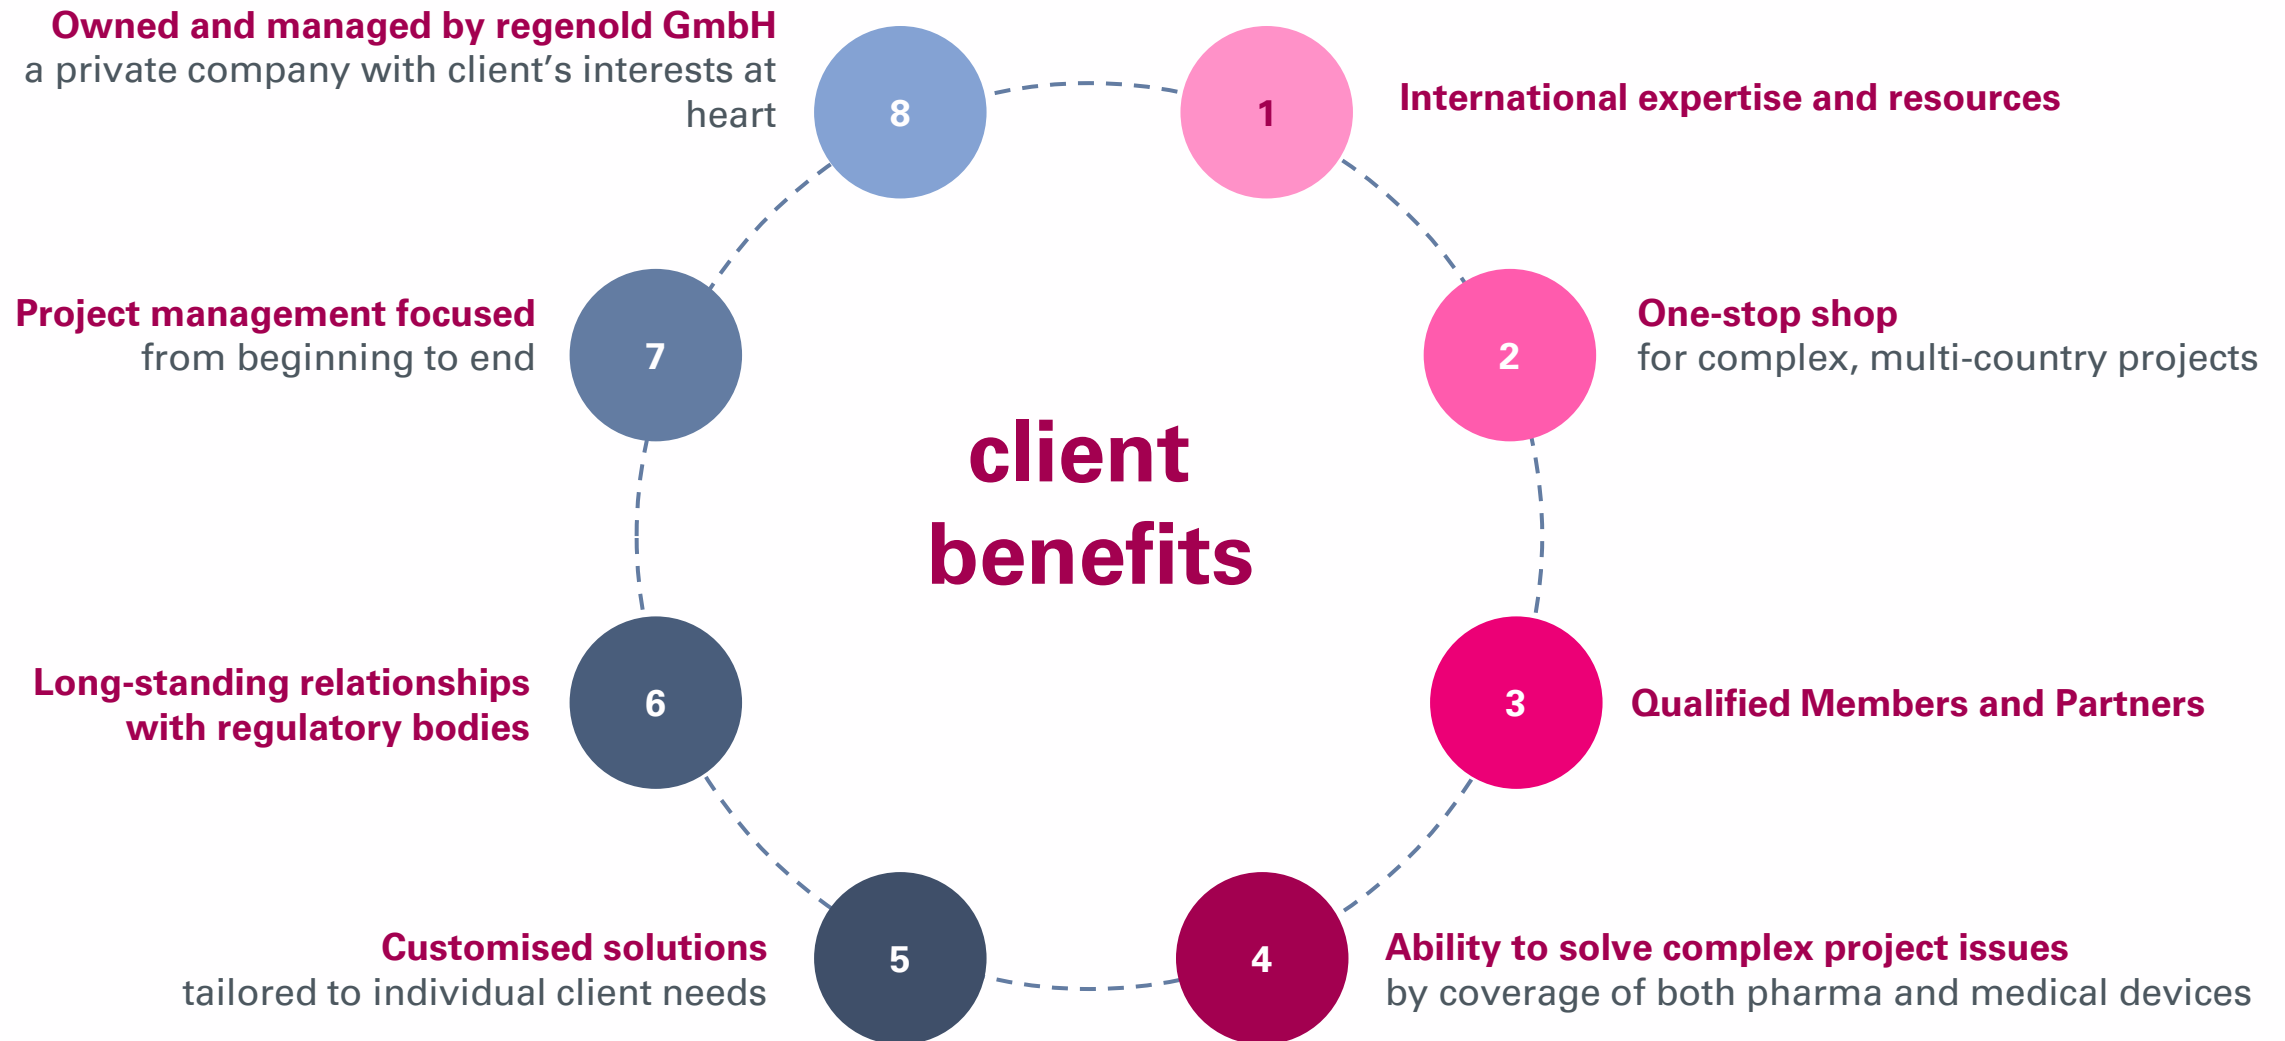 client
benefits
1
International expertise and resources
2
One-stop shop
for complex, multi-country projects
3
Qualified Members and Partners
4
Ability to solve complex project issues
by coverage of both pharma and medical devices
5
Customised solutions
tailored to individual client needs
6
Long-standing relationships
with regulatory bodies
7
Project management focused
from beginning to end
8
Owned and managed by regenold GmbH
a private company with client’s interests at
heart